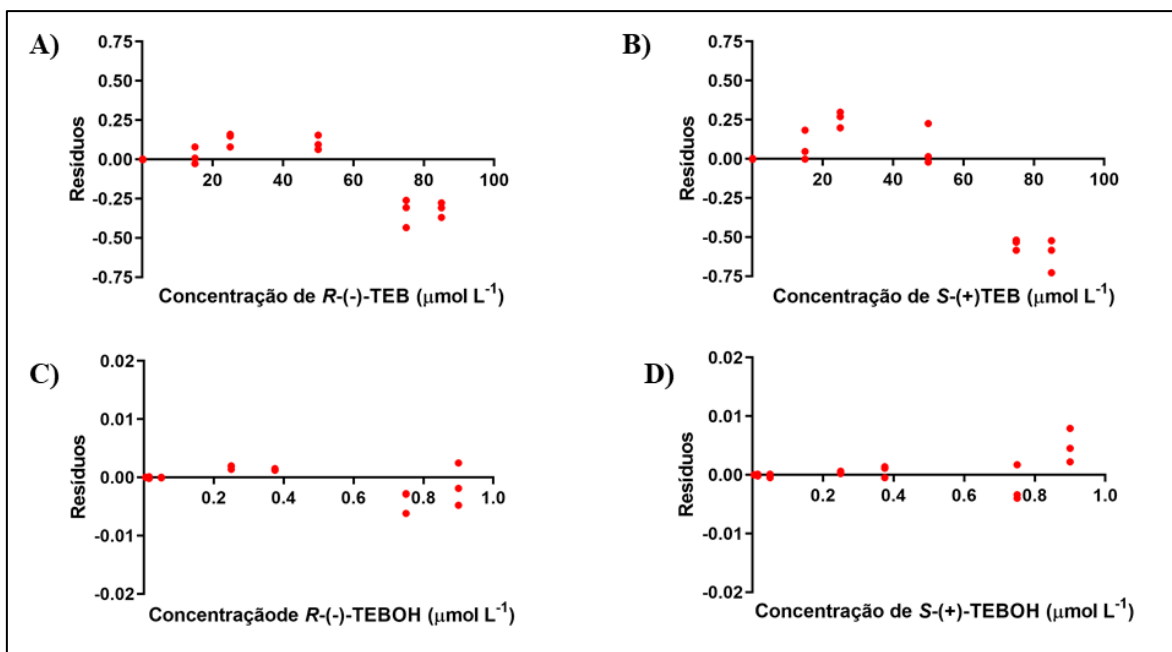 A)
0.75
0.50
0.25
0.00
-0.25
-0.50
-0.75
Resíduos
20 40 60 80 100
Concentração de R-(-)-TEB (μmol L⁻¹)
B)
0.75
0.50
0.25
0.00
-0.25
-0.50
-0.75
Resíduos
20 40 60 80 100
Concentração de S-(+)TEB (μmol L⁻¹)
C)
0.02
0.01
0.00
-0.01
-0.02
Resíduos
0.2 0.4 0.6 0.8 1.0
Concentraçãode R-(-)-TEBOH (μmol L⁻¹)
D)
0.02
0.01
0.00
-0.01
-0.02
Resíduos
0.2 0.4 0.6 0.8 1.0
Concentração de S-(+)-TEBOH (μmol L⁻¹)